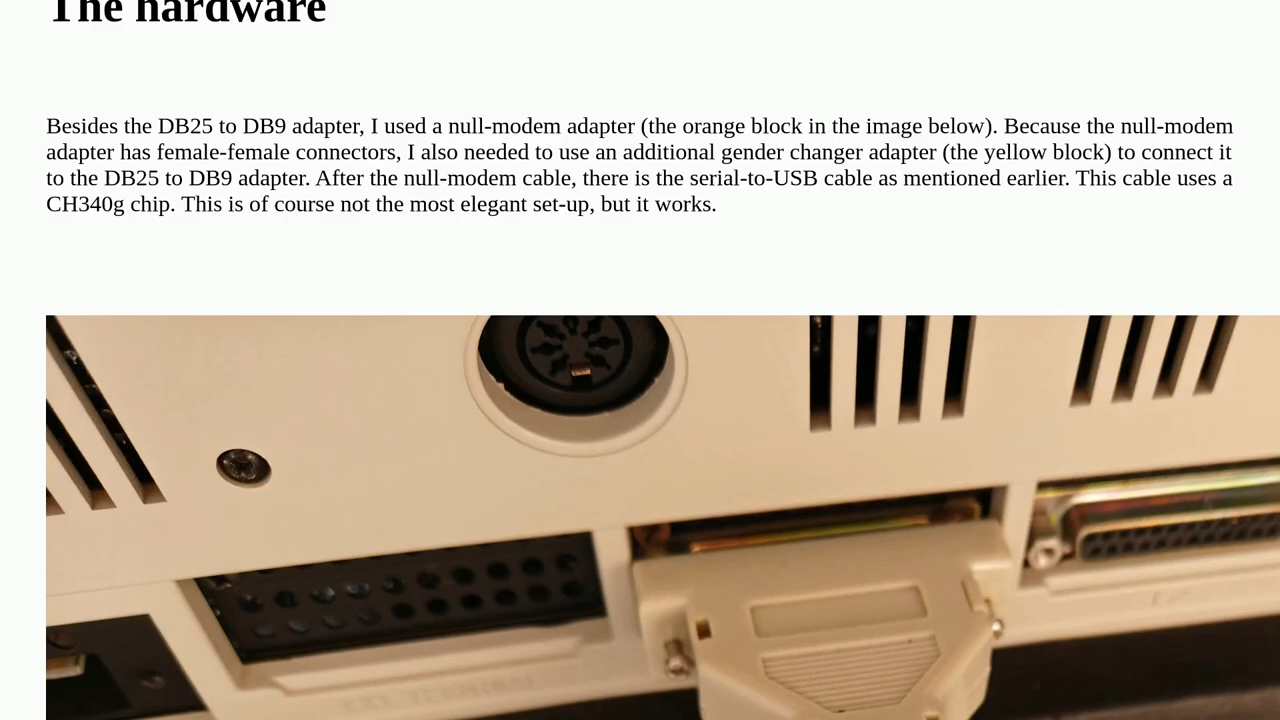 The hardware
Besides the DB25 to DB9 adapter, I used a null-modem adapter (the orange block in the image below). Because the null-modem
adapter has female-female connectors, I also needed to use an additional gender changer adapter (the yellow block) to connect it
to the DB25 to DB9 adapter. After the null-modem cable, there is the serial-to-USB cable as mentioned earlier. This cable uses a
CH340g chip. This is of course not the most elegant set-up, but it works.